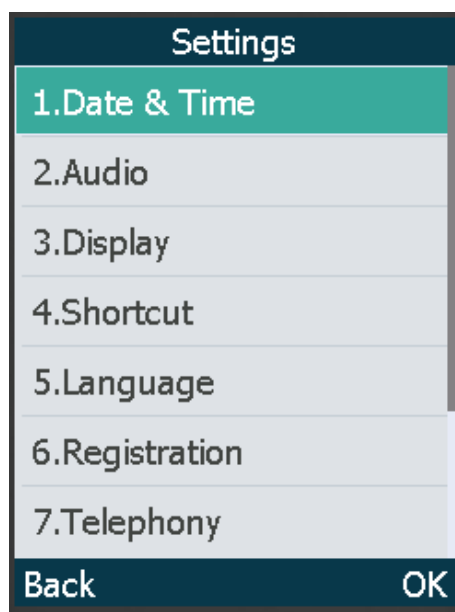 Settings
1.Date & Time
2.Audio
3.Display
4.Shortcut
5.Language
6.Registration
7.Telephony
Back OK